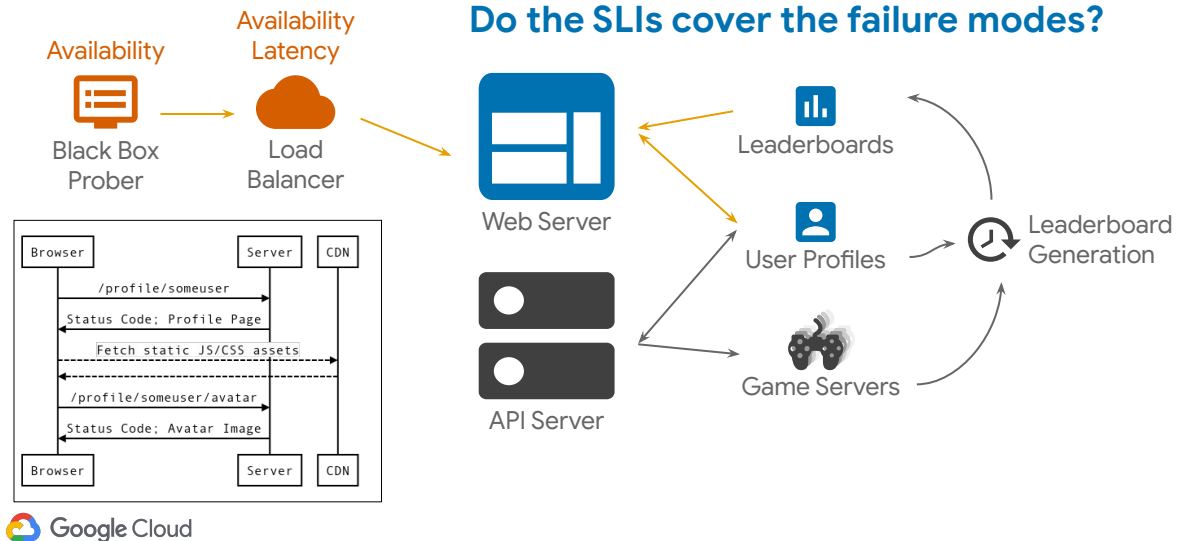 Do the SLIs cover the failure modes?
Availability
Availability
Latency
Black Box
Prober
Load
Balancer
Web Server
API Server
Leaderboards
User Profiles
Game Servers
Leaderboard
Generation
Browser
Server
CDN
/profile/someuser
Status Code; Profile Page
Fetch static JS/CSS assets
/profile/someuser/avatar
Status Code; Avatar Image
Browser
Server
CDN
Google Cloud